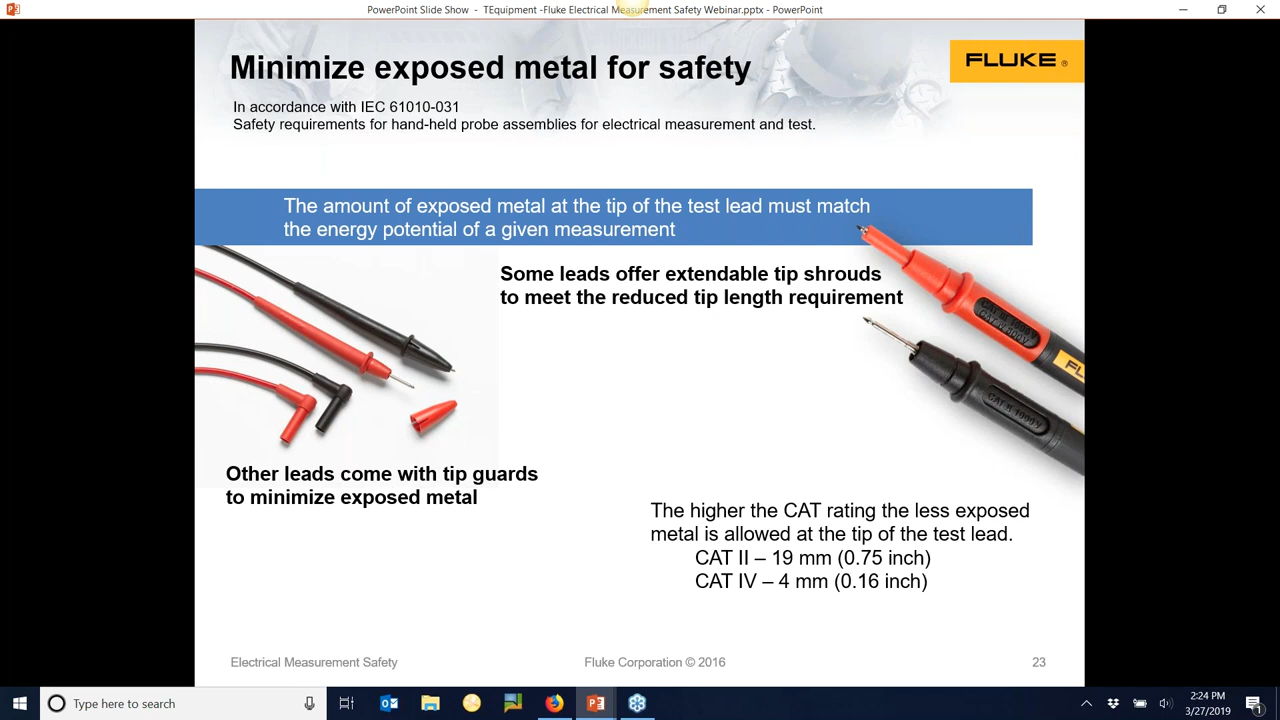 PowerPoint Slide Show - TEquipment -Fluke Electrical Measurement Safety Webinar.pptx - PowerPoint
Minimize exposed metal for safety
FLUKE®
In accordance with IEC 61010-031
Safety requirements for hand-held probe assemblies for electrical measurement and test.
The amount of exposed metal at the tip of the test lead must match
the energy potential of a given measurement
Some leads offer extendable tip shrouds
to meet the reduced tip length requirement
CAT II 1000V
Other leads come with tip guards
to minimize exposed metal
The higher the CAT rating the less exposed
metal is allowed at the tip of the test lead.
CAT II – 19 mm (0.75 inch)
CAT IV – 4 mm (0.16 inch)
Electrical Measurement Safety
Fluke Corporation © 2016
23
Type here to search
2:24 PM
3/27/2019
1